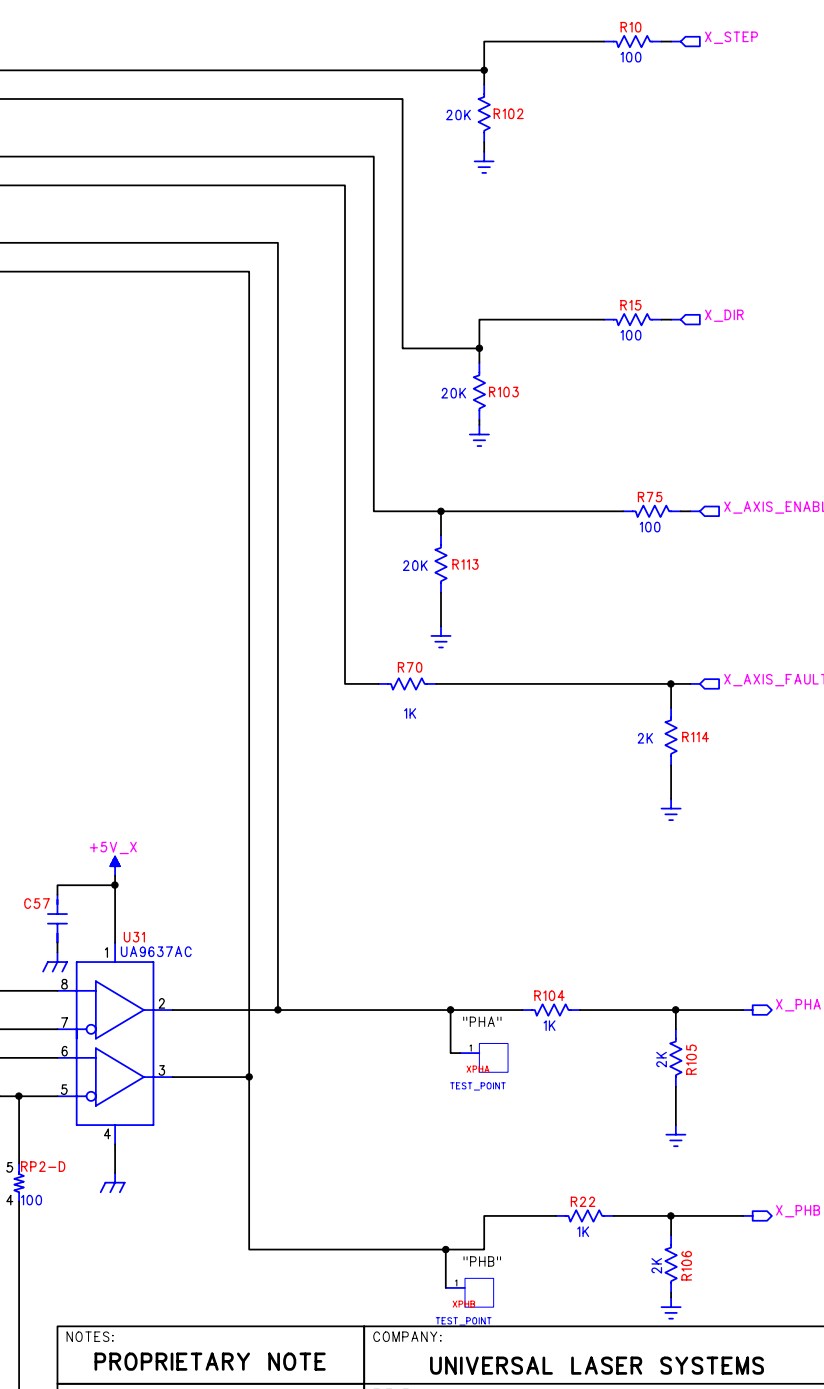 R10
X_STEP
100
20K R102
R15
X_DIR
100
20K R103
R75
X_AXIS_ENABL
100
20K R113
R70
X_AXIS_FAULT
1K
2K R114
+5V_X
C57
U31
1 UA9637AC
8
2
7
6
3
5
4
R104
X_PHA
"PHA"
1K
1
XPHA
TEST_POINT
2K
R105
5 RP2-D
4 100
R22
X_PHB
1K
"PHB"
1
XPHB
TEST_POINT
2K
R106
NOTES:
PROPRIETARY NOTE
COMPANY:
UNIVERSAL LASER SYSTEMS